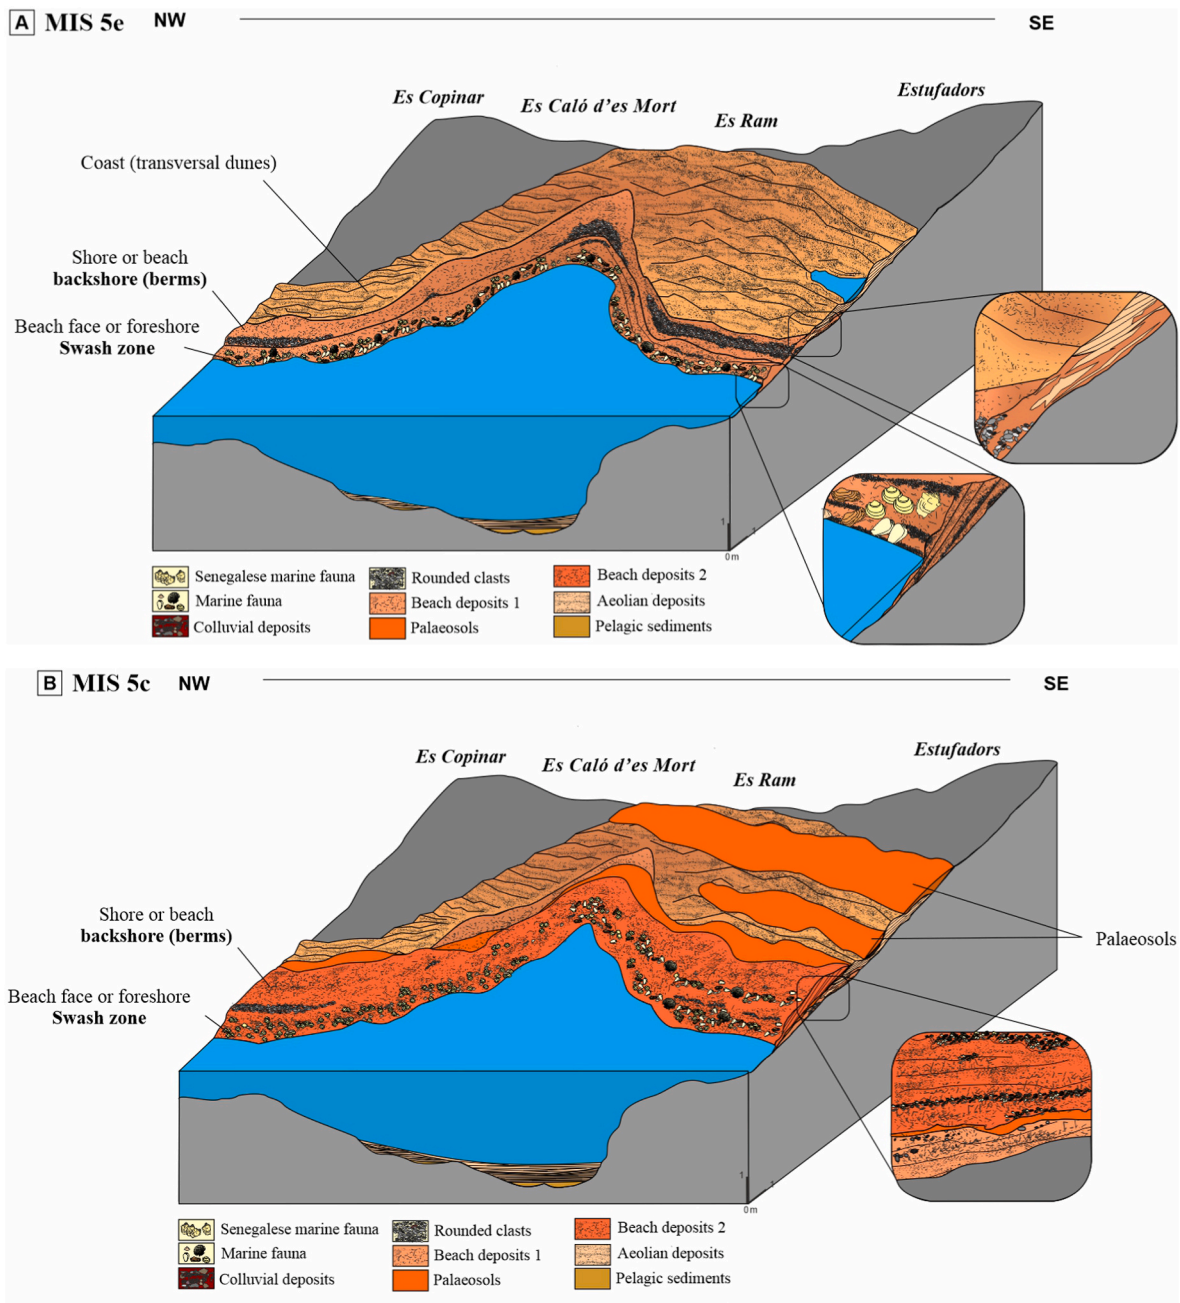 A MIS 5e NW SE
Es Copinar
Es Caló d’es Mort
Es Ram
Estufadors
Coast (transversal dunes)
Shore or beach
backshore (berms)
Beach face or foreshore
Swash zone
1
1
0m
Senegalese marine fauna
Marine fauna
Colluvial deposits
Rounded clasts
Beach deposits 1
Palaeosols
Beach deposits 2
Aeolian deposits
Pelagic sediments
B MIS 5c NW SE
Es Copinar
Es Caló d’es Mort
Es Ram
Estufadors
Shore or beach
backshore (berms)
Beach face or foreshore
Swash zone
Palaeosols
1
1
0m
Senegalese marine fauna
Marine fauna
Colluvial deposits
Rounded clasts
Beach deposits 1
Palaeosols
Beach deposits 2
Aeolian deposits
Pelagic sediments